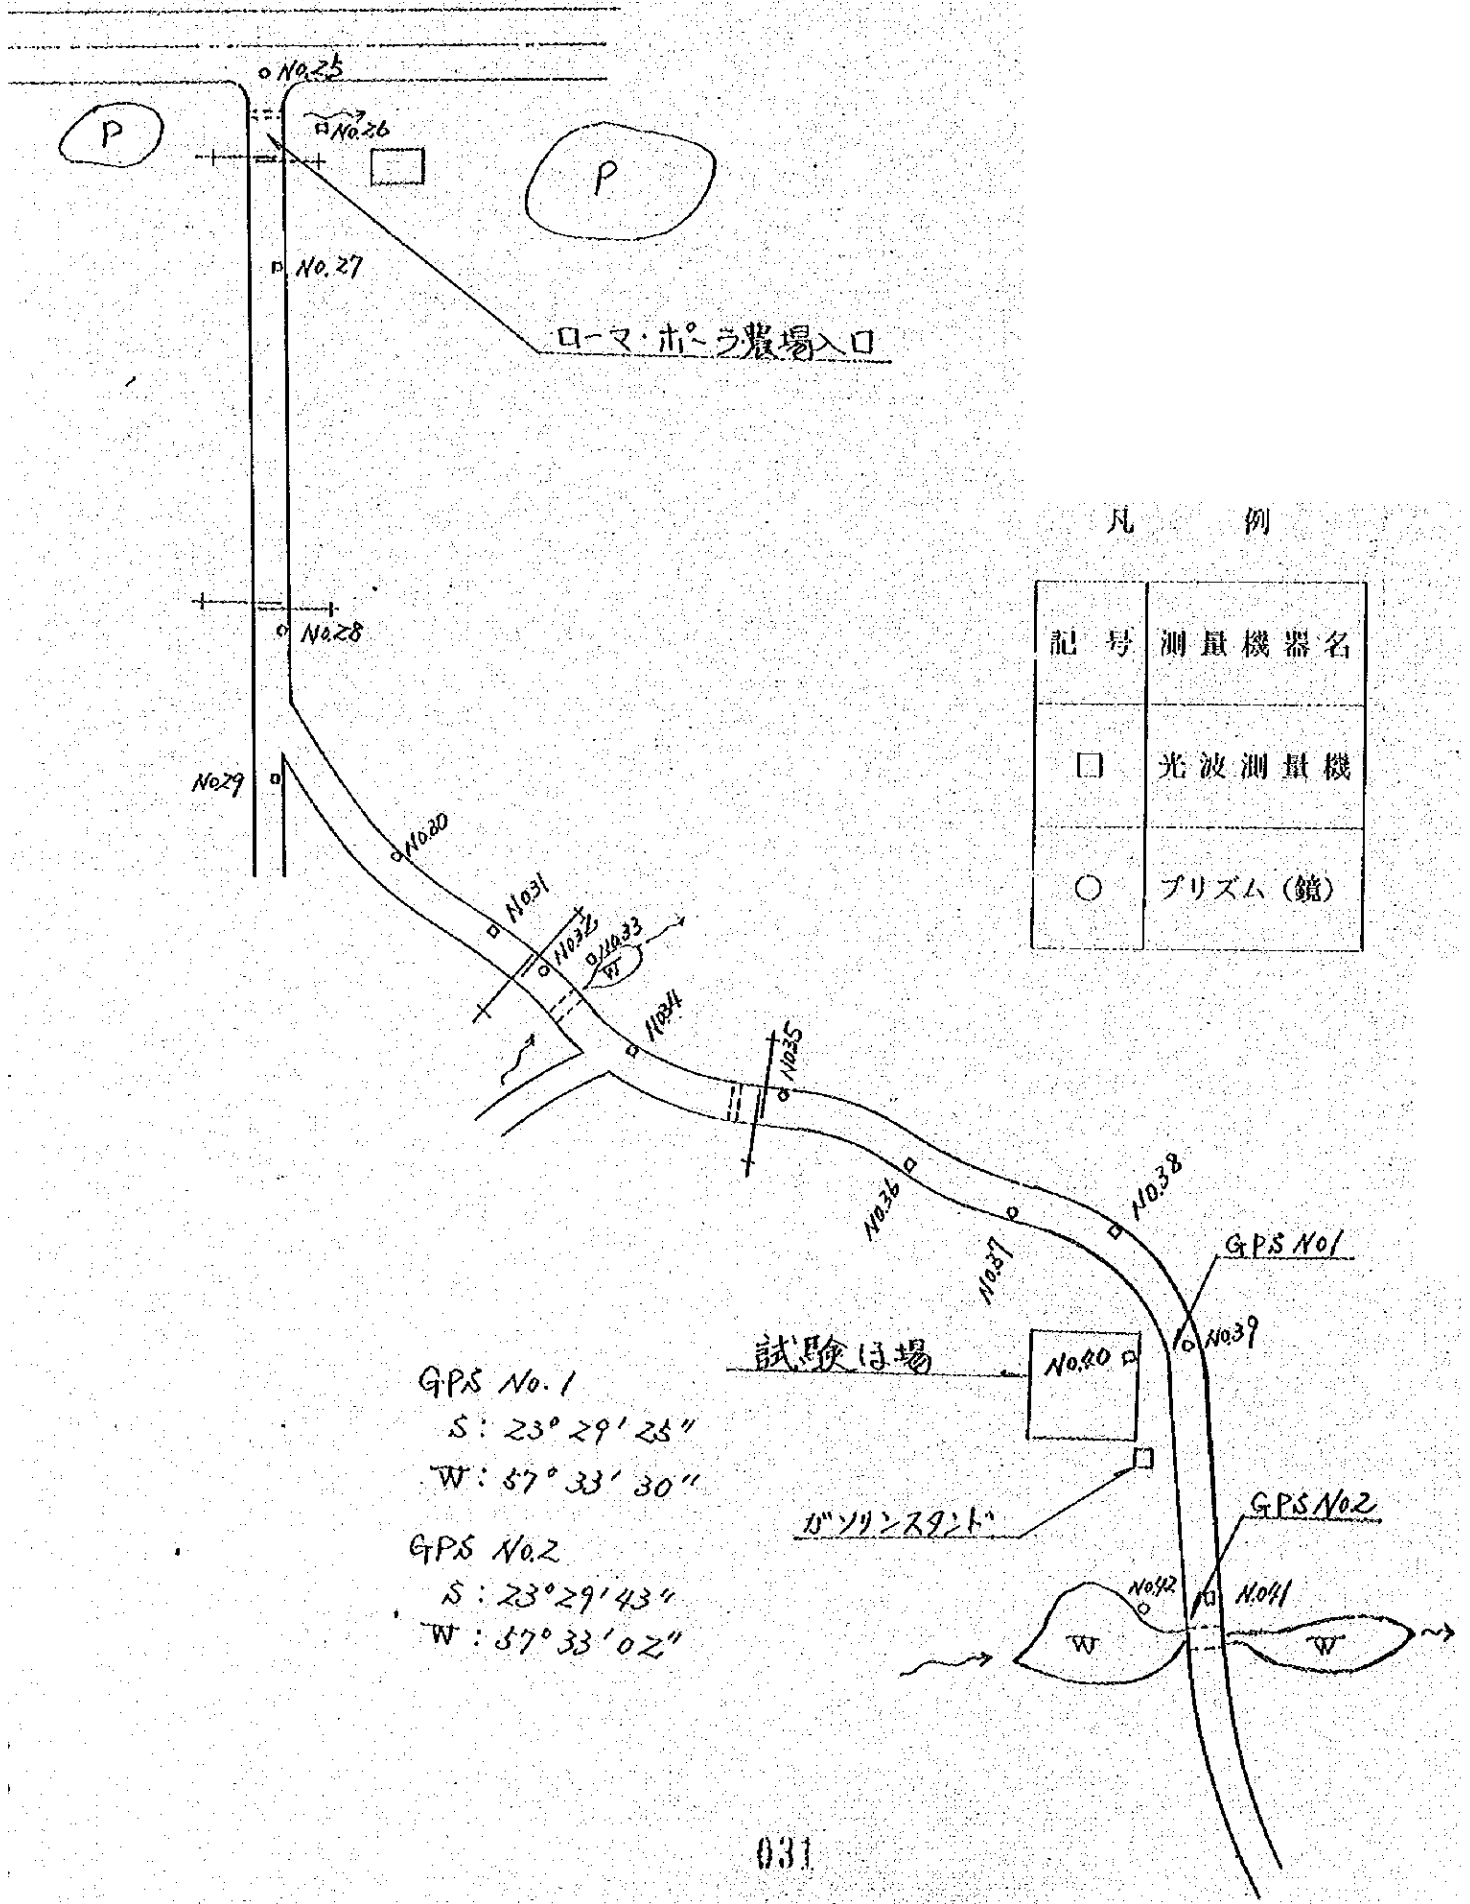 No.25
P
No.26
P
No.27
ローマ・ポーラ農場入口
凡 例
記 号 測量機器名
□ 光波測量機
○ プリズム(鏡)
No.28
No.29
No.30
No.31
No.32
No.33
W
No.34
No.35
No.36
No.37
No.38
GPS No1
No.39
試験ほ場
No.40
GPS No.1
S: 23° 29' 25"
W: 57° 33' 30"
ガソリンスタンド
GPS No2
GPS No.2
S: 23° 29' 43"
W: 57° 33' 02"
No.42
No.41
W
W
031